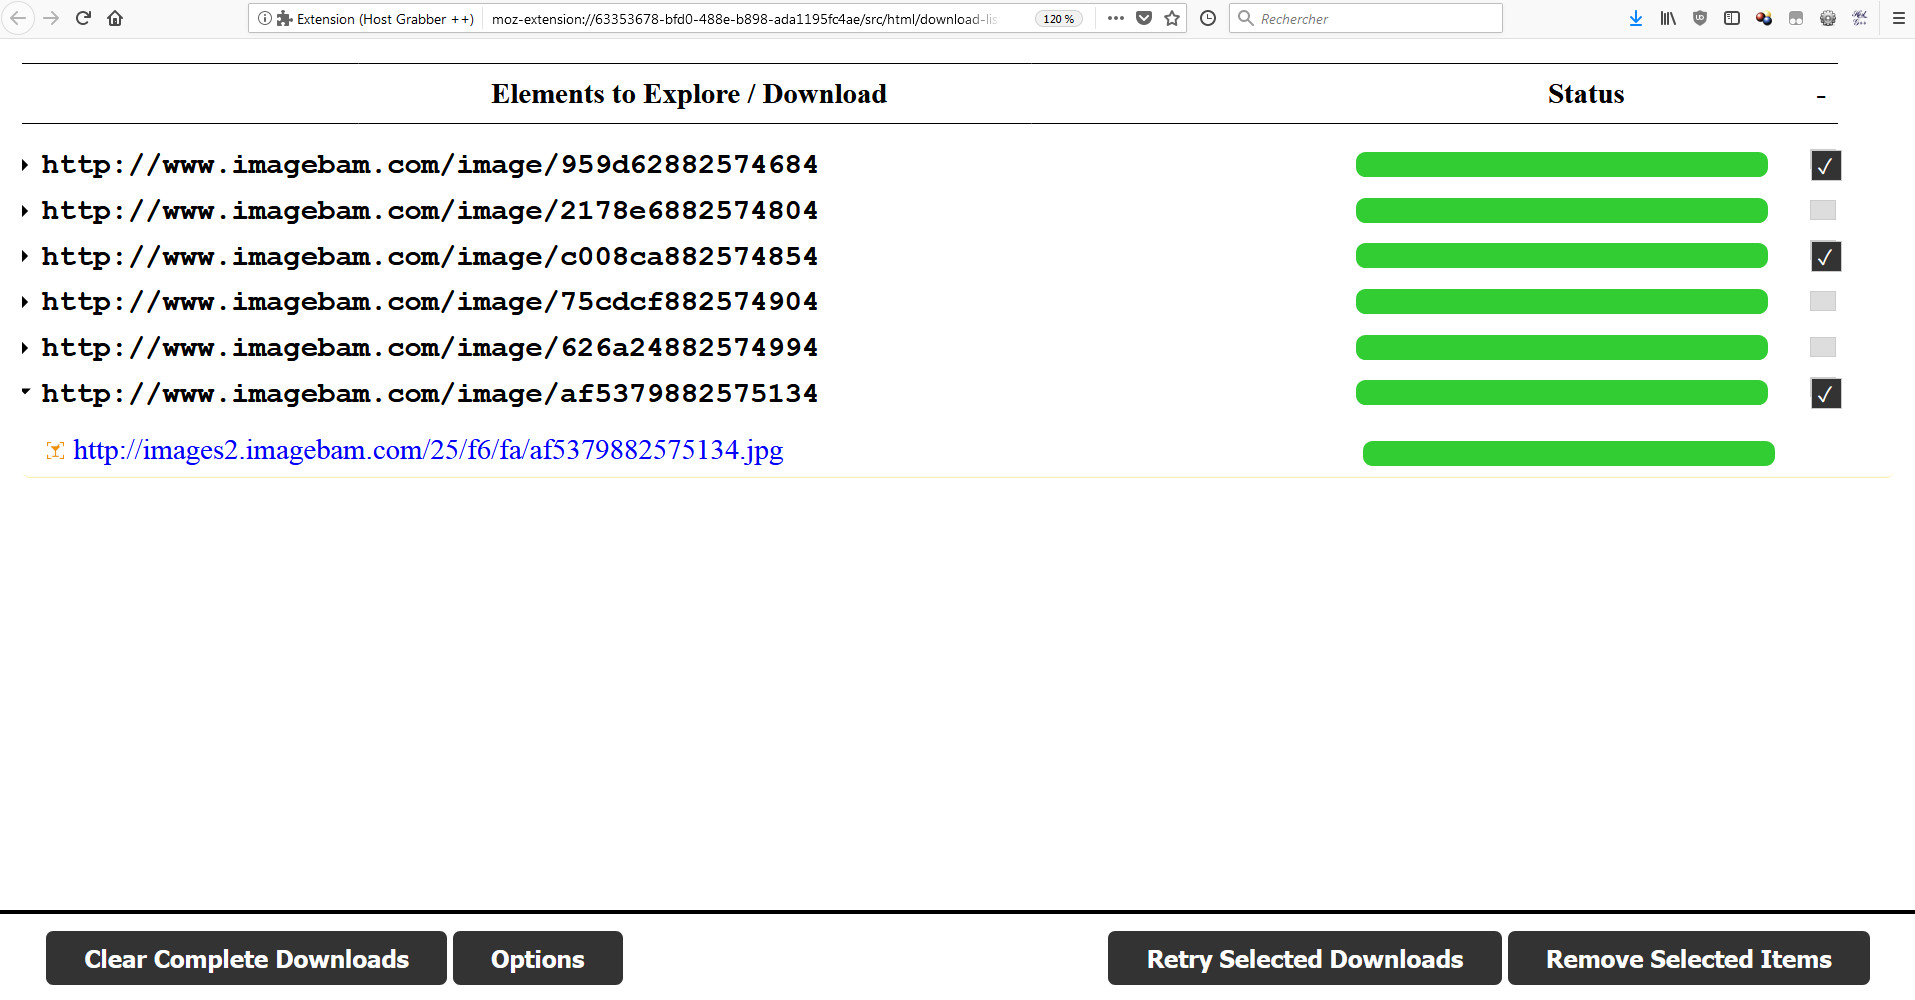 Extension (Host Grabber ++) moz-extension://63353678-bfd0-488e-b898-ada1195fc4ae/src/html/download-lis 120 % Rechercher
Elements to Explore / Download Status -
http://www.imagebam.com/image/959d62882574684
http://www.imagebam.com/image/2178e6882574804
http://www.imagebam.com/image/c008ca882574854
http://www.imagebam.com/image/75cdcf882574904
http://www.imagebam.com/image/626a24882574994
http://www.imagebam.com/image/af5379882575134
http://images2.imagebam.com/25/f6/fa/af5379882575134.jpg
Clear Complete Downloads Options Retry Selected Downloads Remove Selected Items